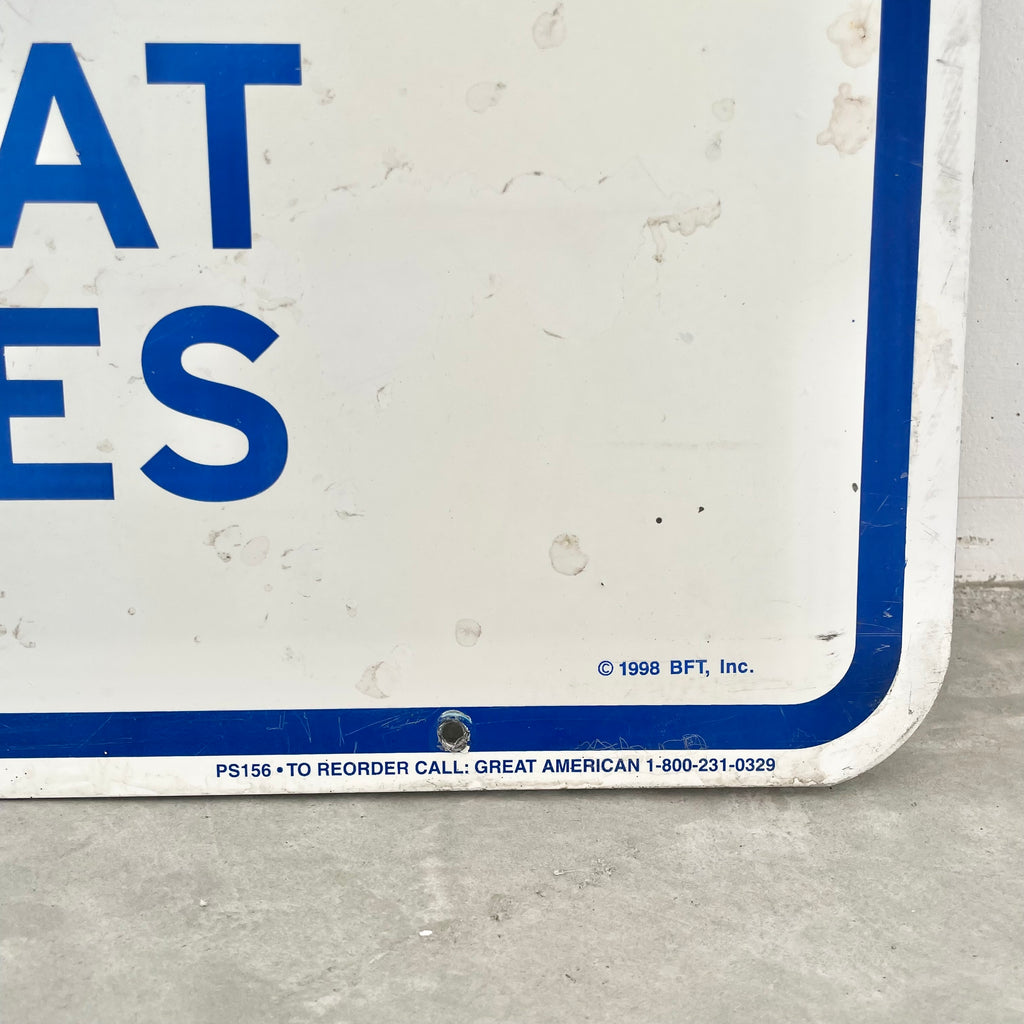 AT
ES
© 1998 BFT, Inc.
PS156 • TO REORDER CALL: GREAT AMERICAN 1-800-231-0329